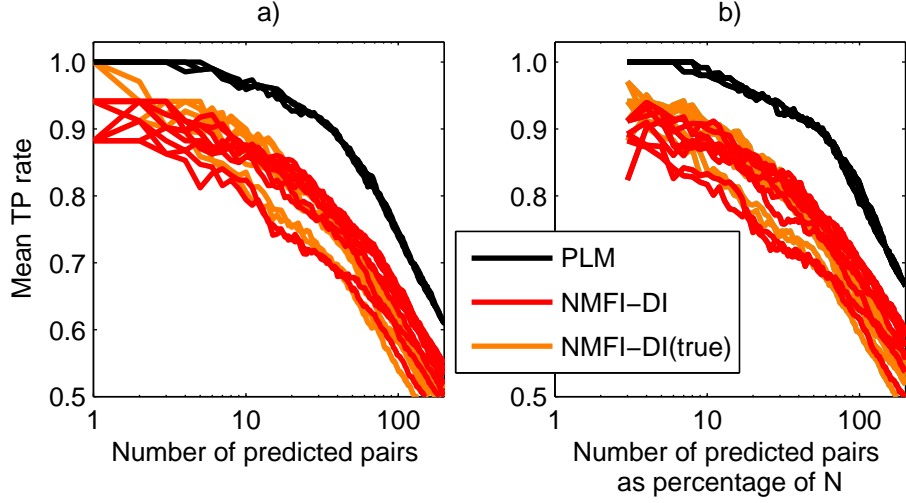 a)
b)
Mean TP rate
1.0
0.9
0.8
0.7
0.6
0.5
1
10
100
Number of predicted pairs
1.0
0.9
0.8
0.7
0.6
0.5
1
10
100
Number of predicted pairs
as percentage of N
PLM
NMFI−DI
NMFI−DI(true)